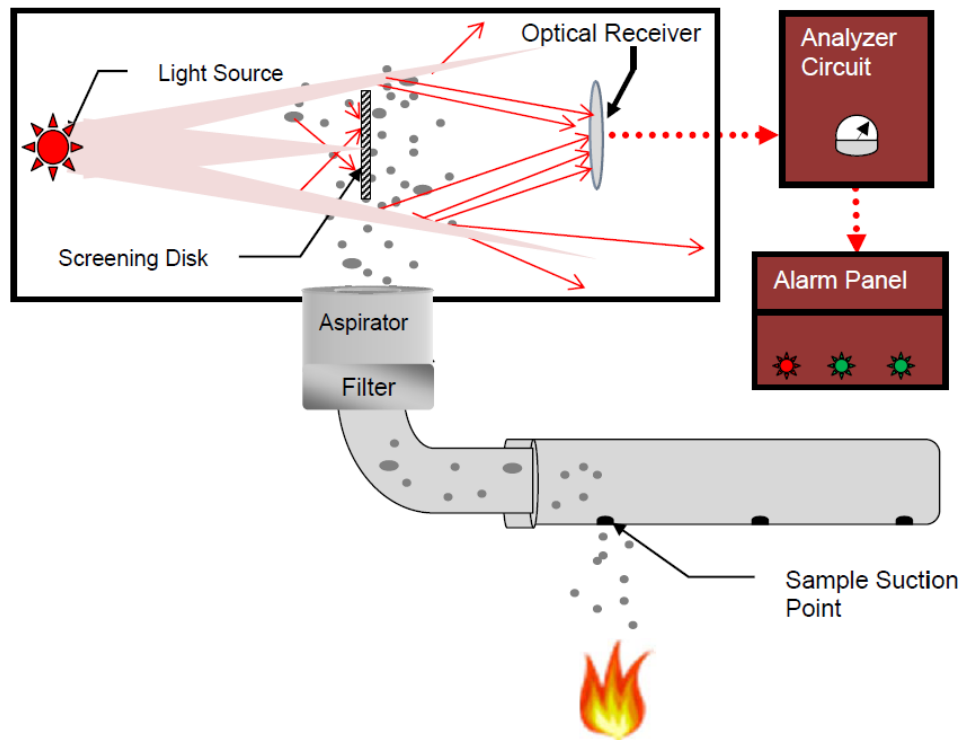 Light Source
Optical Receiver
Analyzer
Circuit
Screening Disk
Alarm Panel
Aspirator
Filter
Sample Suction
Point